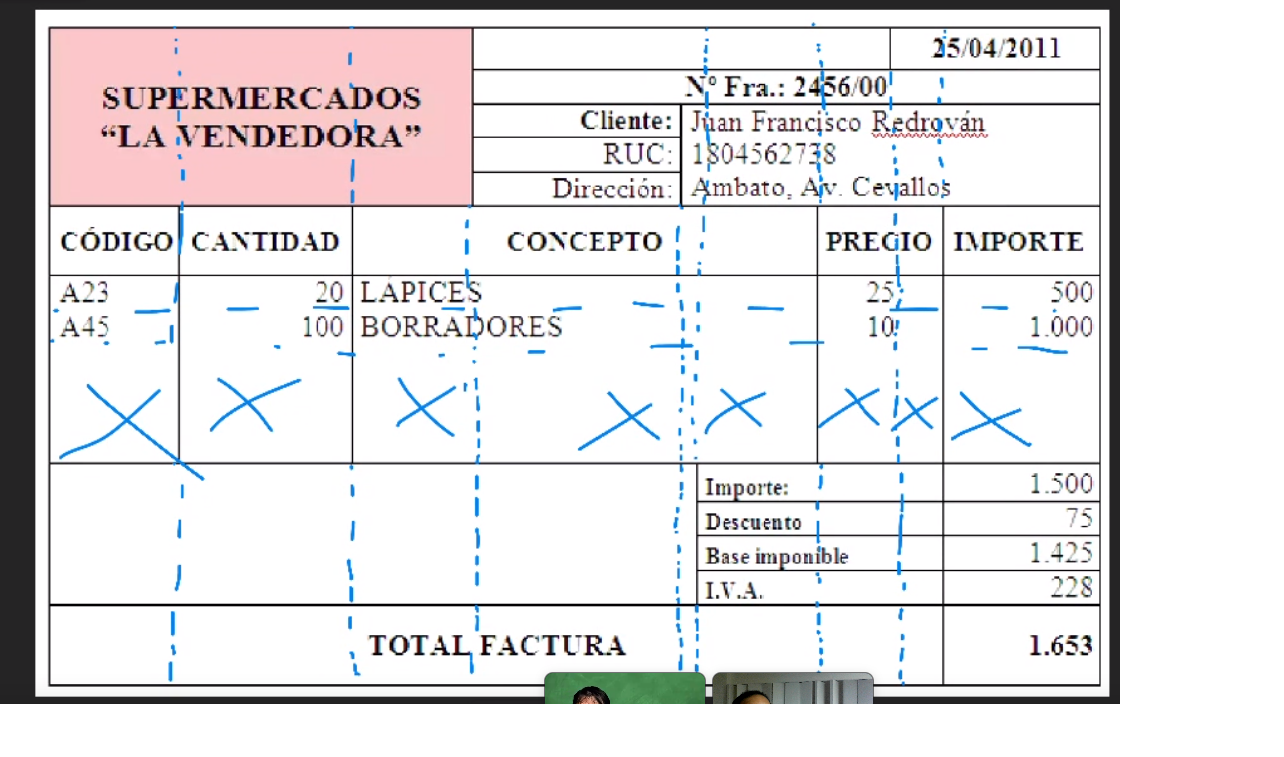 25/04/2011
SUPERMERCADOS
“LA VENDEDORA”
Nº Fra.: 2456/00
Cliente: Juan Francisco Redrován
RUC: 1804562738
Dirección: Ambato, Av. Cevallos
CÓDIGO CANTIDAD CONCEPTO PRECIO IMPORTE
A23 20 LÁPICES 25 500
A45 100 BORRADORES 10 1.000
Importe: 1.500
Descuento 75
Base imponible 1.425
I.V.A. 228
TOTAL FACTURA 1.653